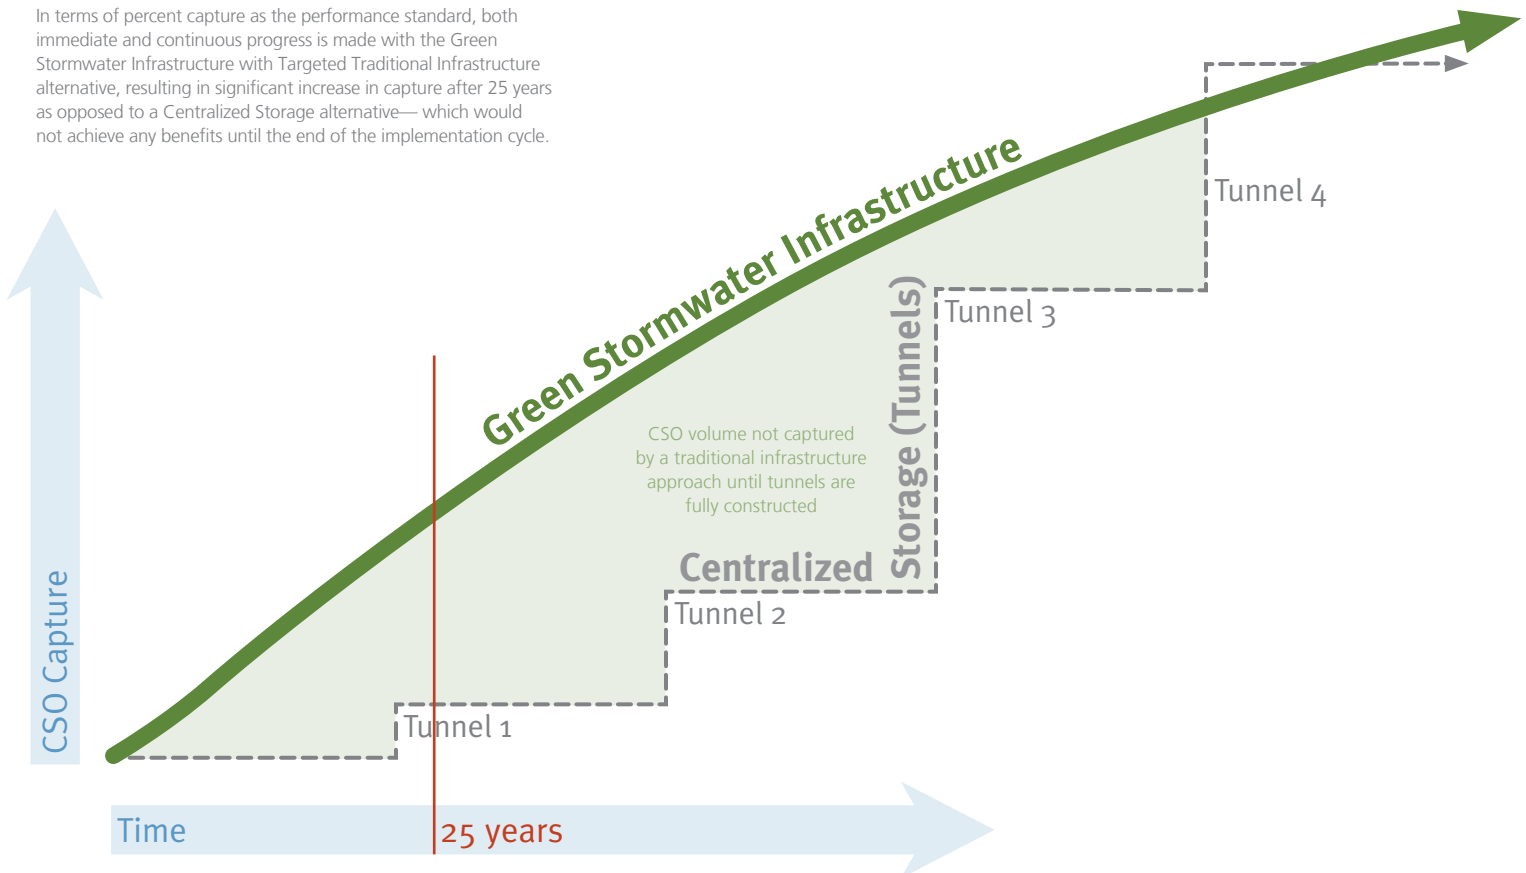 In terms of percent capture as the performance standard, both
immediate and continuous progress is made with the Green
Stormwater Infrastructure with Targeted Traditional Infrastructure
alternative, resulting in significant increase in capture after 25 years
as opposed to a Centralized Storage alternative— which would
not achieve any benefits until the end of the implementation cycle.
Green Stormwater Infrastructure
Tunnel 4
Tunnel 3
Storage (Tunnels)
CSO volume not captured
by a traditional infrastructure
approach until tunnels are
fully constructed
Centralized
Tunnel 2
Tunnel 1
CSO Capture
Time
25 years